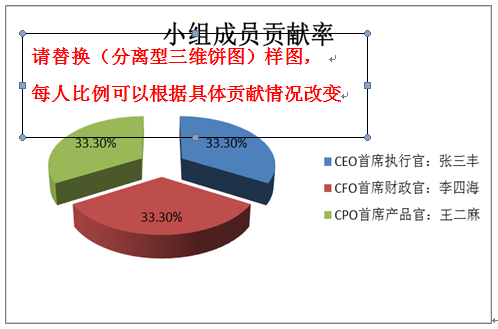 小组成员贡献率
请替换（分离型三维饼图）样图，
每人比例可以根据具体贡献情况改变
33.30%
33.30%
33.30%
CEO首席执行官：张三丰
CFO首席财政官：李四海
CPO首席产品官：王二麻